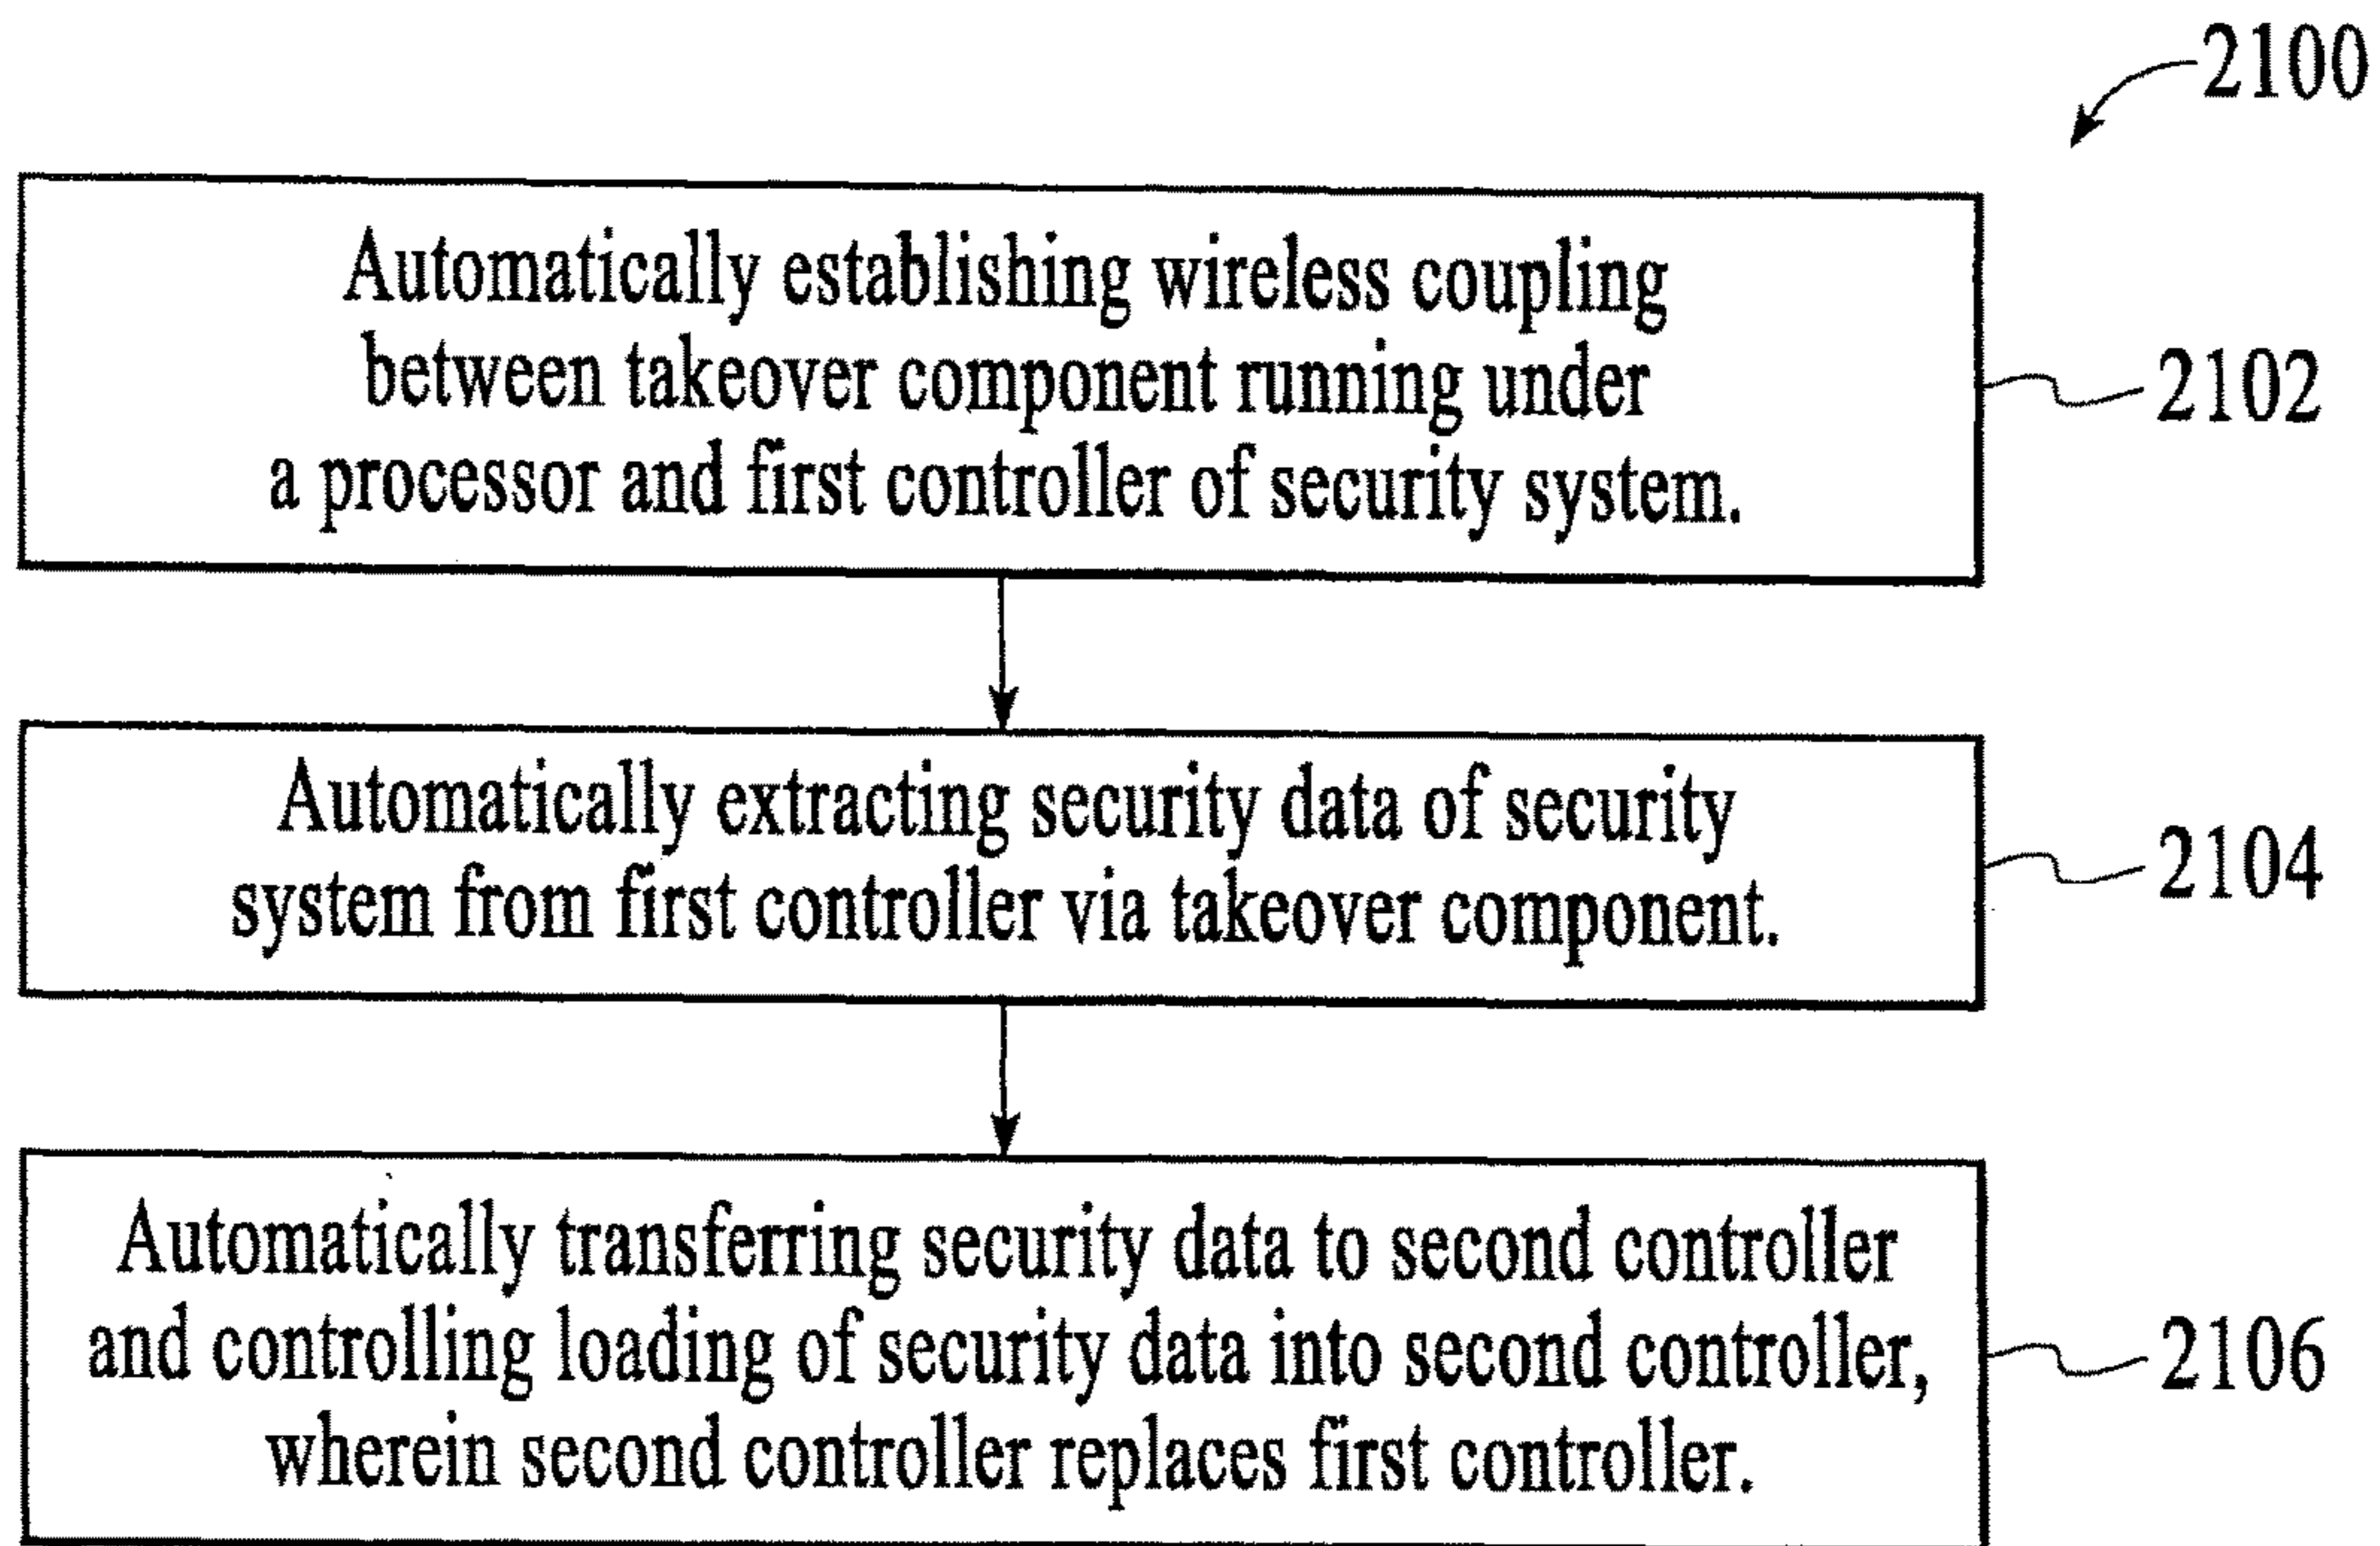 2100
Automatically establishing wireless coupling
between takeover component running under
a processor and first controller of security system.
2102
Automatically extracting security data of security
system from first controller via takeover component.
2104
Automatically transferring security data to second controller
and controlling loading of security data into second controller,
wherein second controller replaces first controller.
2106